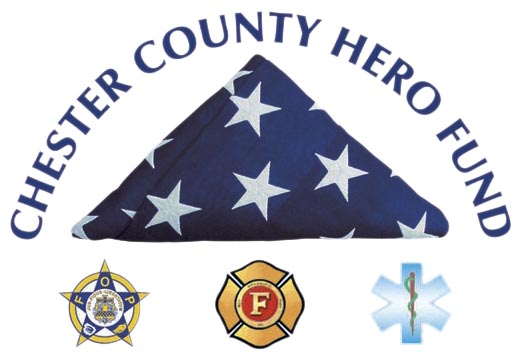 CHESTER COUNTY HERO FUND
F O P
F